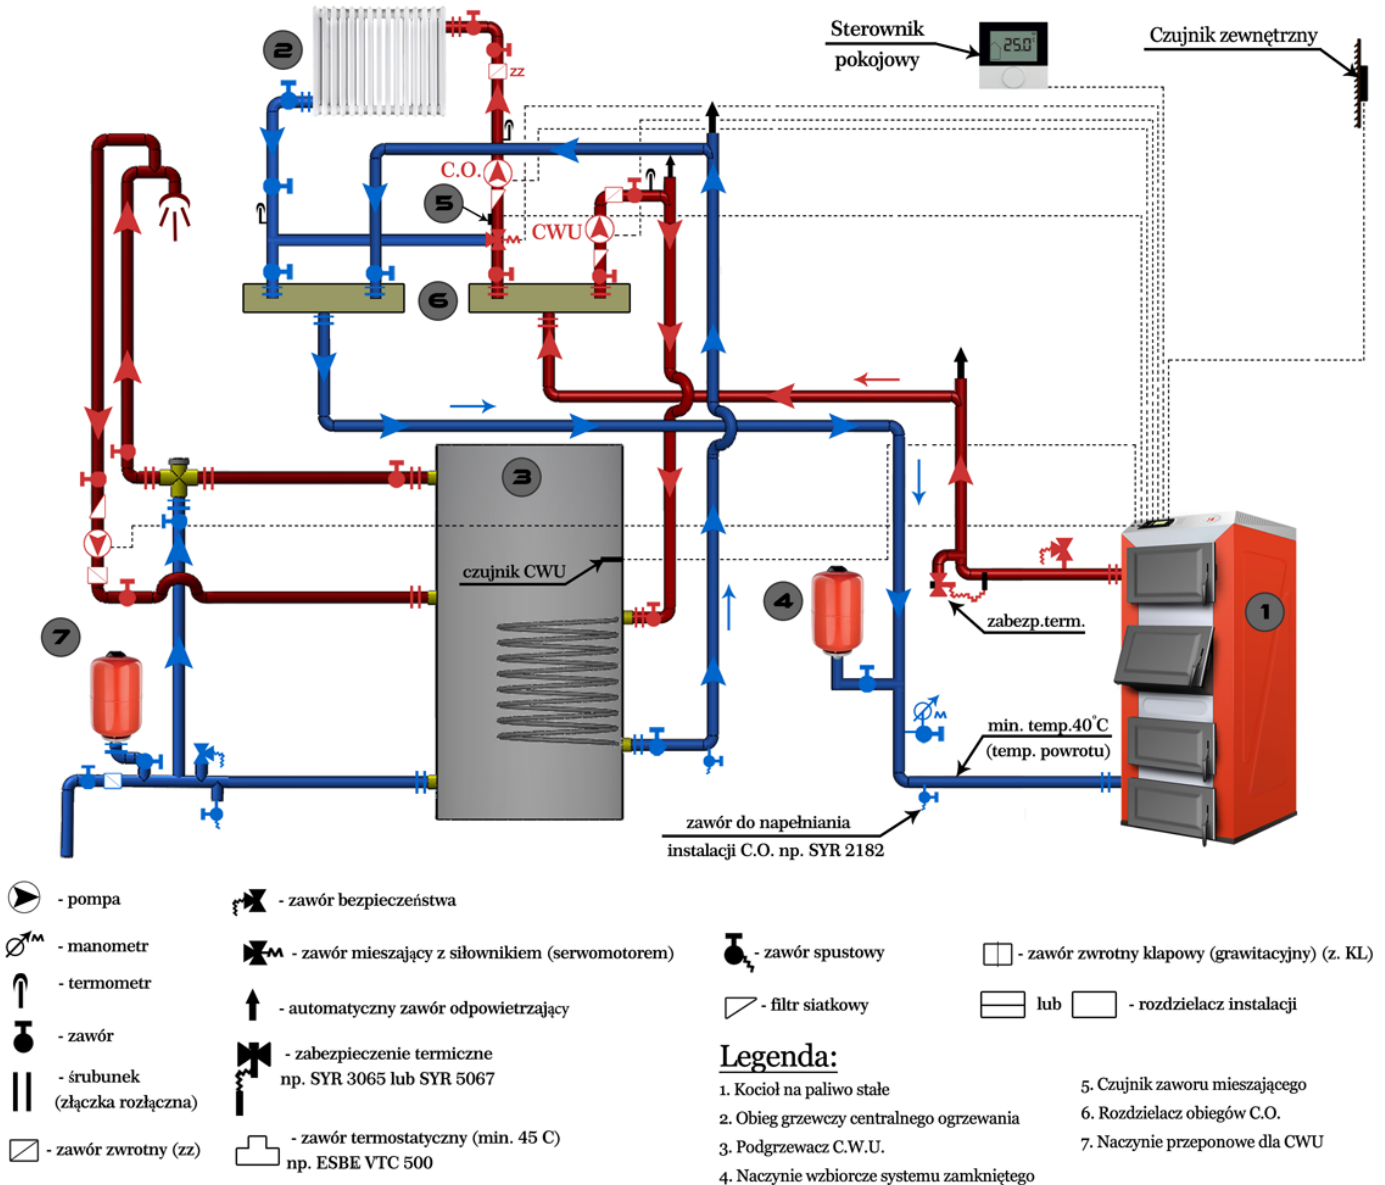 Sterownik
pokojowy
25.0°
Czujnik zewnętrzny
2
zz
C.O.
5
CWU
6
3
czujnik CWU
4
zabezp.term.
1
7
min. temp.40°C
(temp. powrotu)
zawór do napełniania
instalacji C.O. np. SYR 2182
- pompa
- manometr
- termometr
- zawór
- śrubunek
(złączka rozłączna)
- zawór zwrotny (zz)
- zawór bezpieczeństwa
- zawór mieszający z siłownikiem (serwomotorem)
- automatyczny zawór odpowietrzający
- zabezpieczenie termiczne
np. SYR 3065 lub SYR 5067
- zawór termostatyczny (min. 45 C)
np. ESBE VTC 500
- zawór spustowy
- filtr siatkowy
- zawór zwrotny klapowy (grawitacyjny) (z. KL)
lub
- rozdzielacz instalacji
Legenda:
1. Kocioł na paliwo stałe
2. Obieg grzewczy centralnego ogrzewania
3. Podgrzewacz C.W.U.
4. Naczynie wzbiorcze systemu zamkniętego
5. Czujnik zaworu mieszającego
6. Rozdzielacz obiegów C.O.
7. Naczynie przeponowe dla CWU